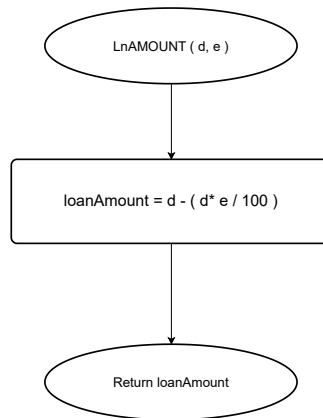 LnAMOUNT ( d, e )
loanAmount = d - ( d* e / 100 )
Return loanAmount